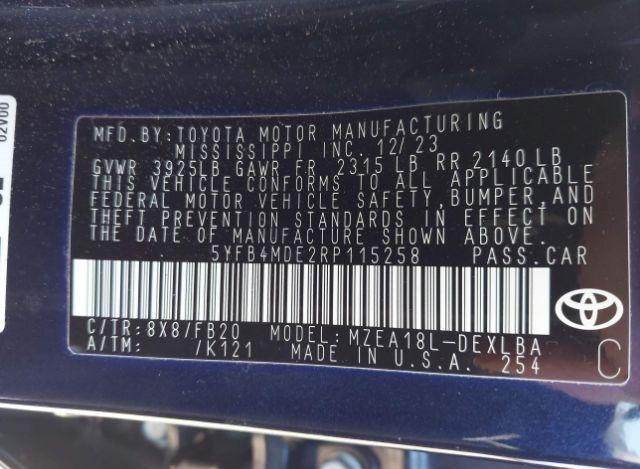 MFD. BY: TOYOTA MOTOR MANUFACTURING
MISSISSIPPI INC. 12/23
GVWR 3925LB GAWR FR 2315 LB RR 2140 LB
THIS VEHICLE CONFORMS TO ALL APPLICABLE
FEDERAL MOTOR VEHICLE SAFETY, BUMPER, AND
THEFT PREVENTION STANDARDS IN EFFECT ON
THE DATE OF MANUFACTURE SHOWN ABOVE.
5YFB4MDE2RP115258 PASS. CAR
C/TR: 8X8/FB20 MODEL: MZEA18L-DEXLBA
A/TM: /K121 MADE IN U.S.A. 254
C
02V00